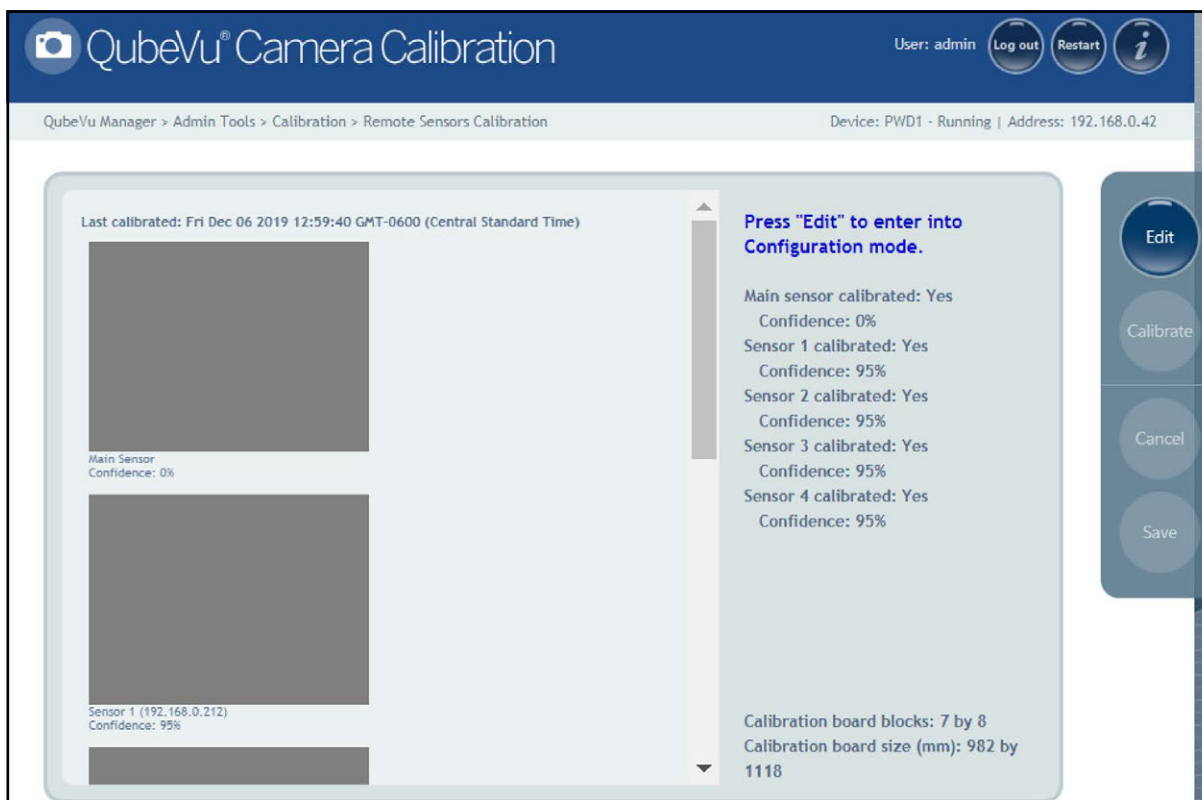 QubeVu® Camera Calibration
User: admin
Log out
Restart
i
QubeVu Manager > Admin Tools > Calibration > Remote Sensors Calibration
Device: PWD1 - Running | Address: 192.168.0.42
Last calibrated: Fri Dec 06 2019 12:59:40 GMT-0600 (Central Standard Time)
Main Sensor
Confidence: 0%
Sensor 1 (192.168.0.212)
Confidence: 95%
Press "Edit" to enter into
Configuration mode.
Main sensor calibrated: Yes
Confidence: 0%
Sensor 1 calibrated: Yes
Confidence: 95%
Sensor 2 calibrated: Yes
Confidence: 95%
Sensor 3 calibrated: Yes
Confidence: 95%
Sensor 4 calibrated: Yes
Confidence: 95%
Calibration board blocks: 7 by 8
Calibration board size (mm): 982 by
1118
Edit
Calibrate
Cancel
Save